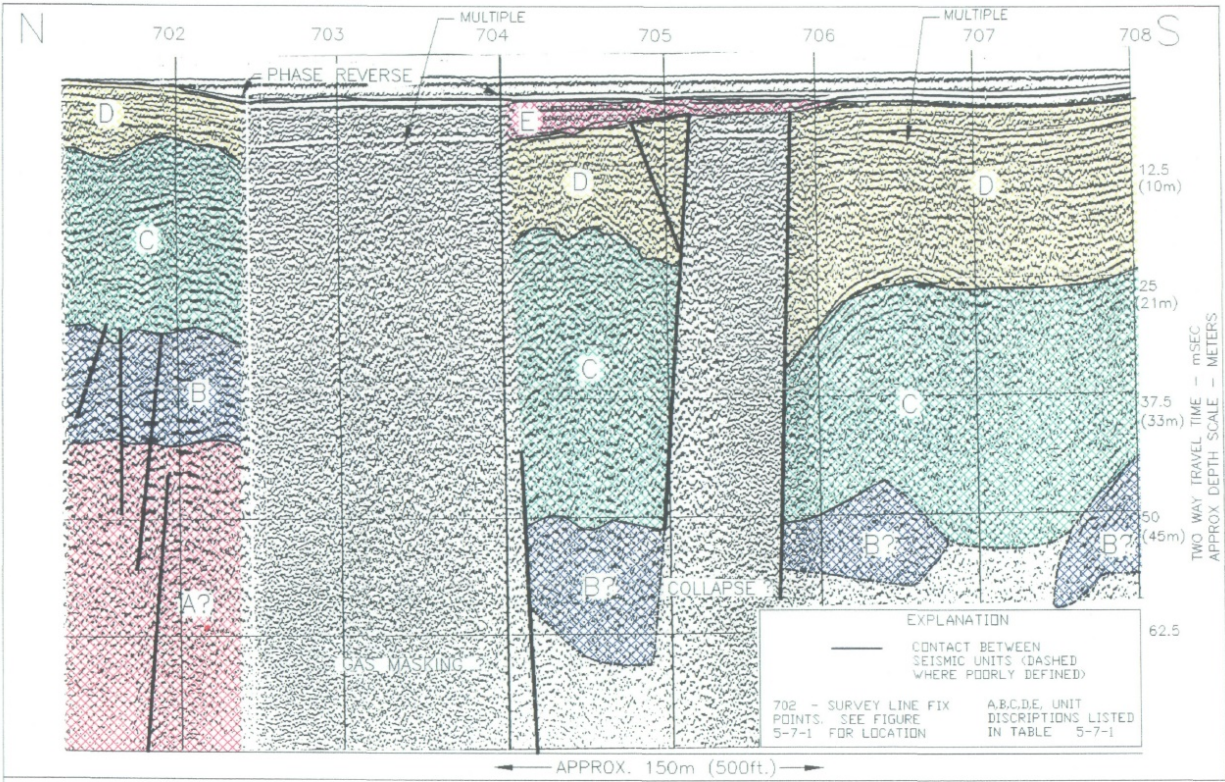 MULTIPLE
MULTIPLE
N 702 703 704 705 706 707 708 S
PHASE REVERSE
D
E
D
D
12.5
(10m)
C
25
(21m)
C
B
C
37.5
(33m)
50
(45m)
B?
B?
B?
COLLAPSE ?
A?
62.5
GAS MASKING ?
TWO WAY TRAVEL TIME - mSEC
APPROX DEPTH SCALE - METERS
EXPLANATION
CONTACT BETWEEN
SEISMIC UNITS (DASHED
WHERE POORLY DEFINED)
702 - SURVEY LINE FIX
POINTS. SEE FIGURE
5-7-1 FOR LOCATION
A,B,C,D,E, UNIT
DISCRIPTIONS LISTED
IN TABLE 5-7-1
APPROX. 150m (500ft.)